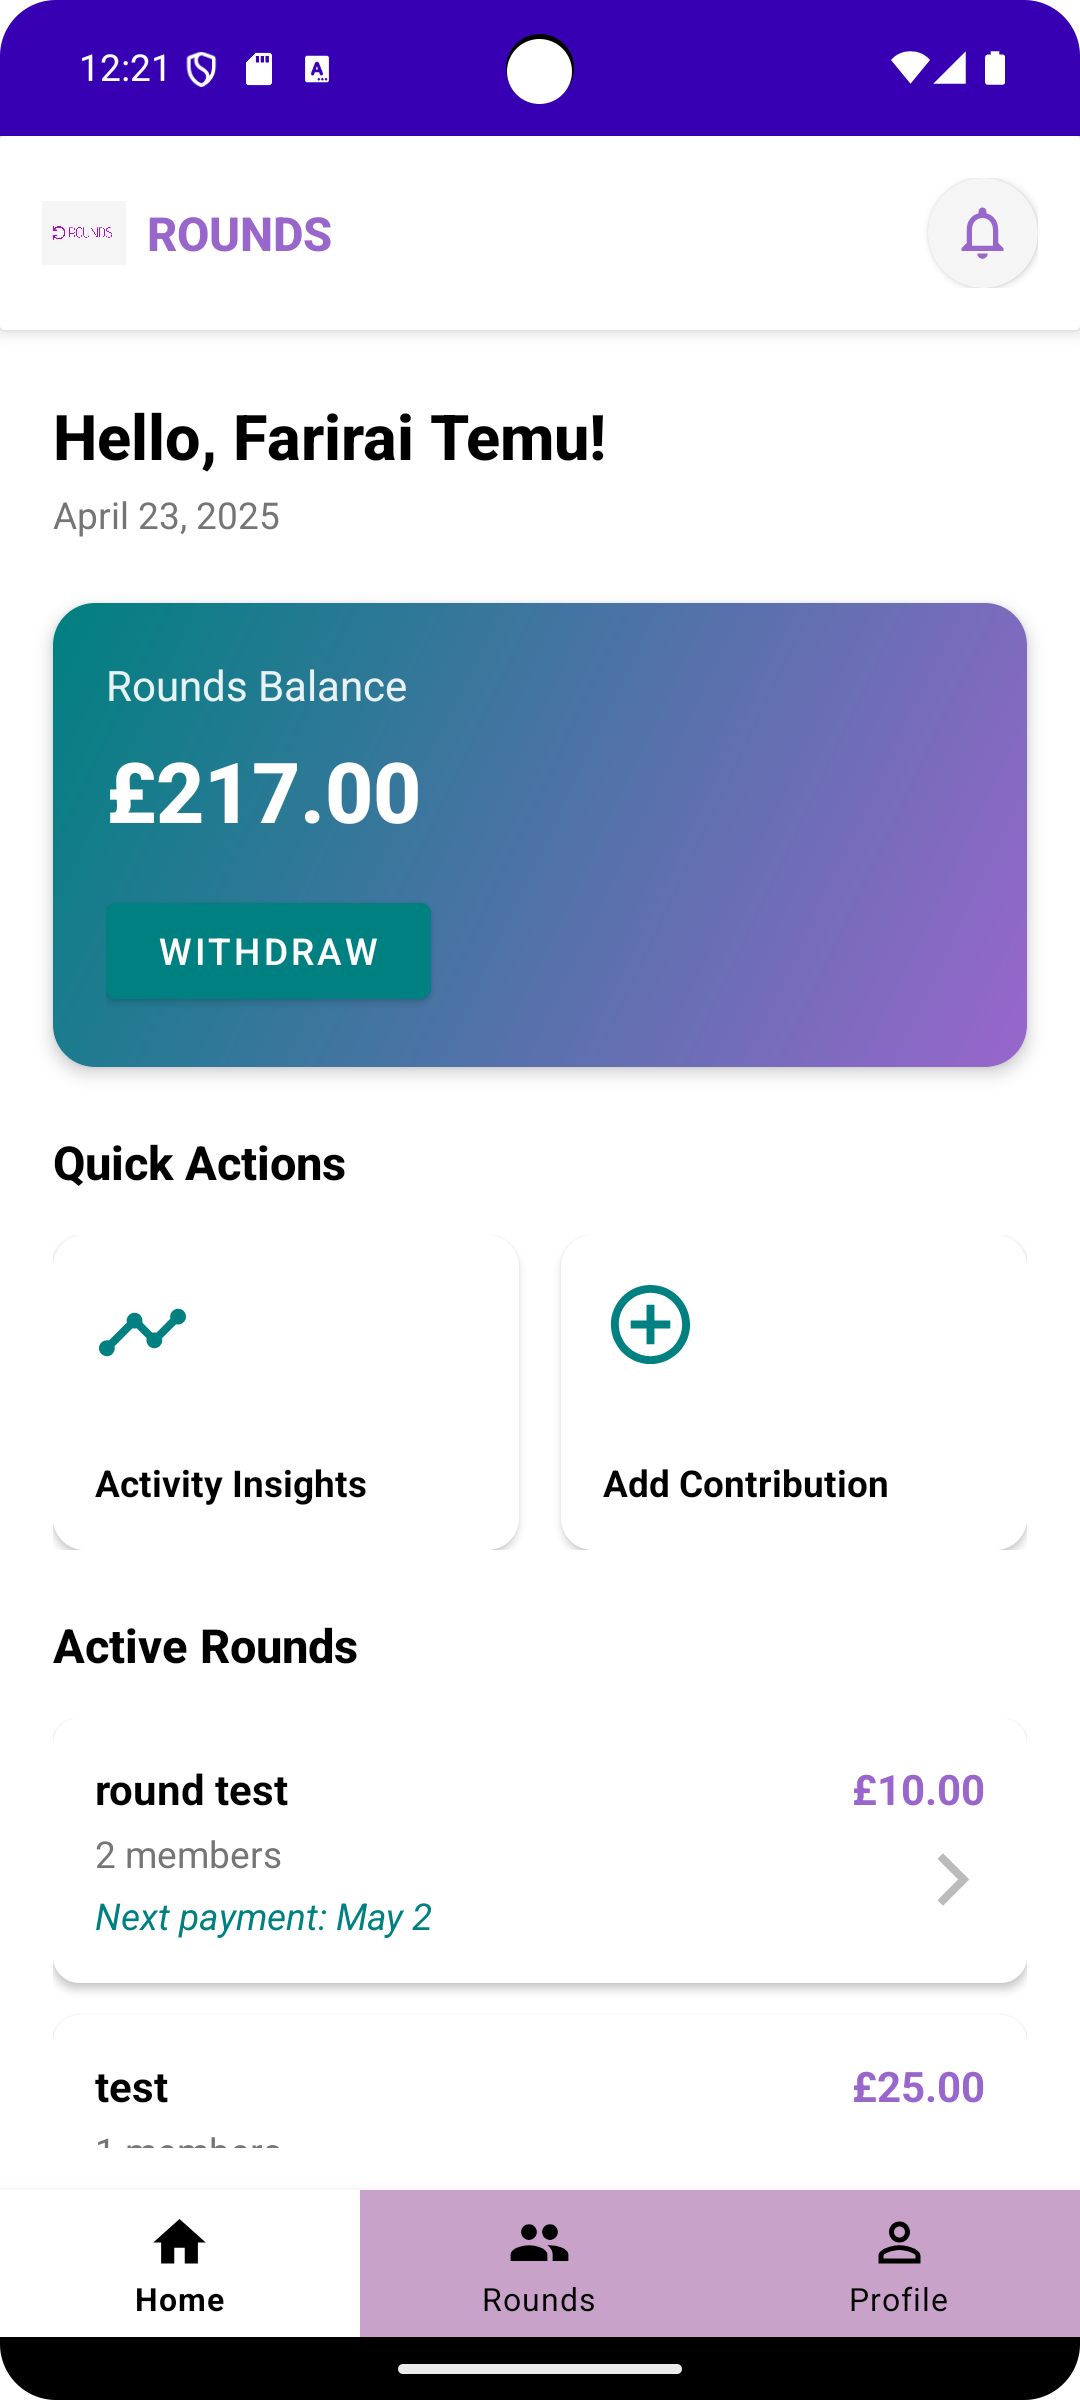 12:21
ROUNDS
ROUNDS
Hello, Farirai Temu!
April 23, 2025
Rounds Balance
£217.00
WITHDRAW
Quick Actions
Activity Insights
Add Contribution
Active Rounds
round test
£10.00
2 members
Next payment: May 2
test
£25.00
1 members
Home
Rounds
Profile